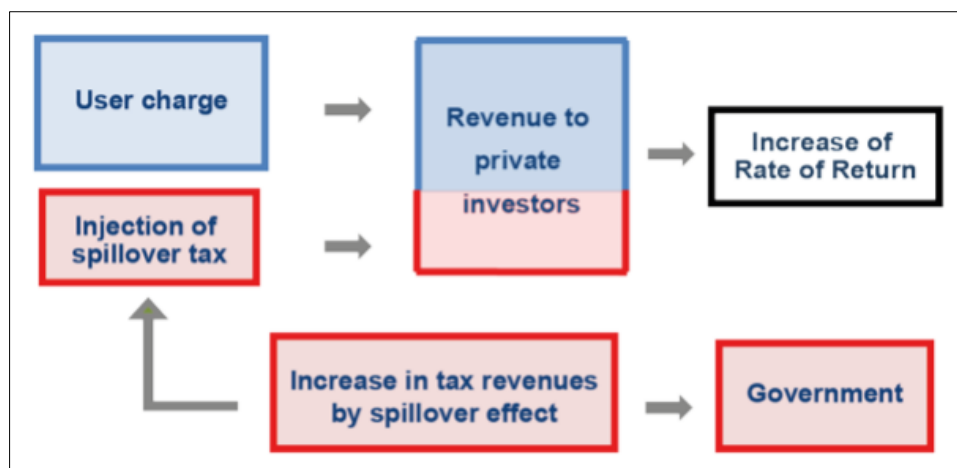 User charge
Revenue to
private
investors
Increase of
Rate of Return
Injection of
spillover tax
Increase in tax revenues
by spillover effect
Government